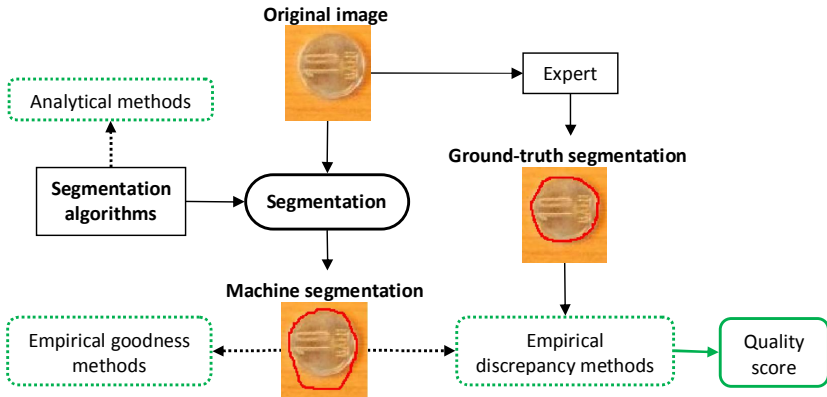 Original image
Expert
Analytical methods
Ground-truth segmentation
Segmentation
algorithms
Segmentation
Machine segmentation
Empirical goodness
methods
Empirical
discrepancy methods
Quality
score